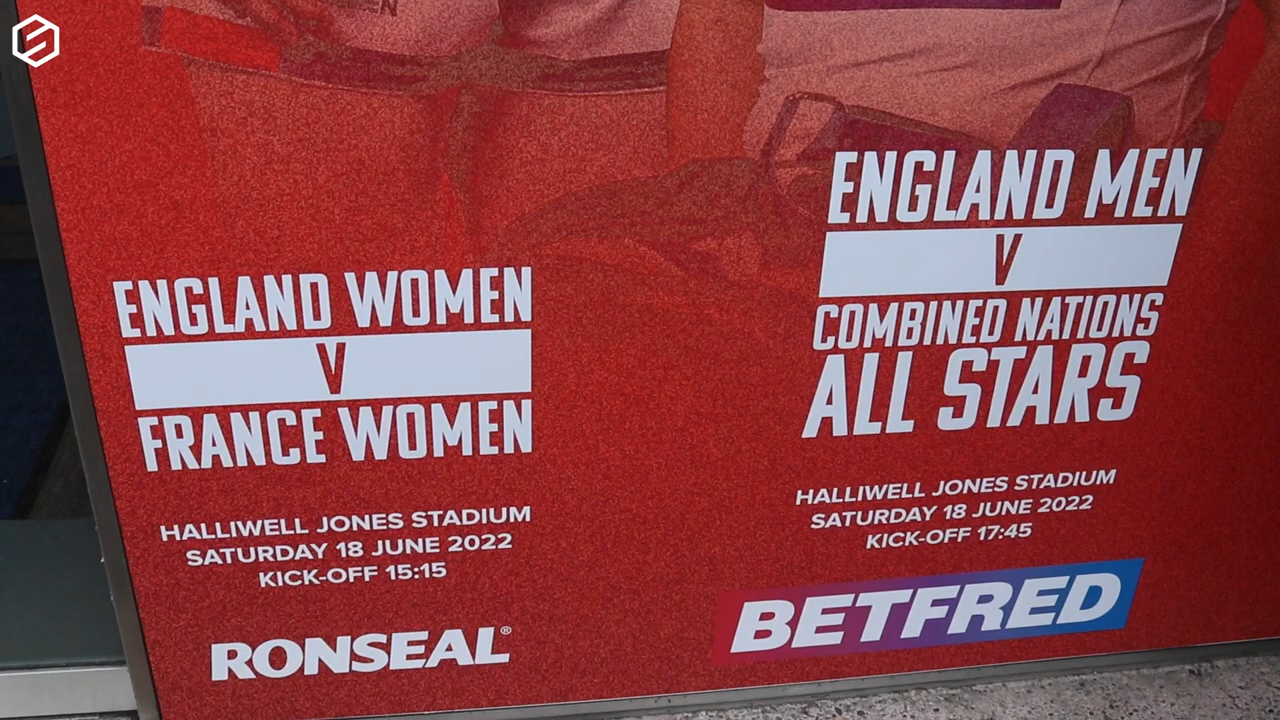 ENGLAND WOMEN
V
FRANCE WOMEN
HALLIWELL JONES STADIUM
SATURDAY 18 JUNE 2022
KICK-OFF 15:15
RONSEAL®
ENGLAND MEN
V
COMBINED NATIONS
ALL STARS
HALLIWELL JONES STADIUM
SATURDAY 18 JUNE 2022
KICK-OFF 17:45
BETFRED